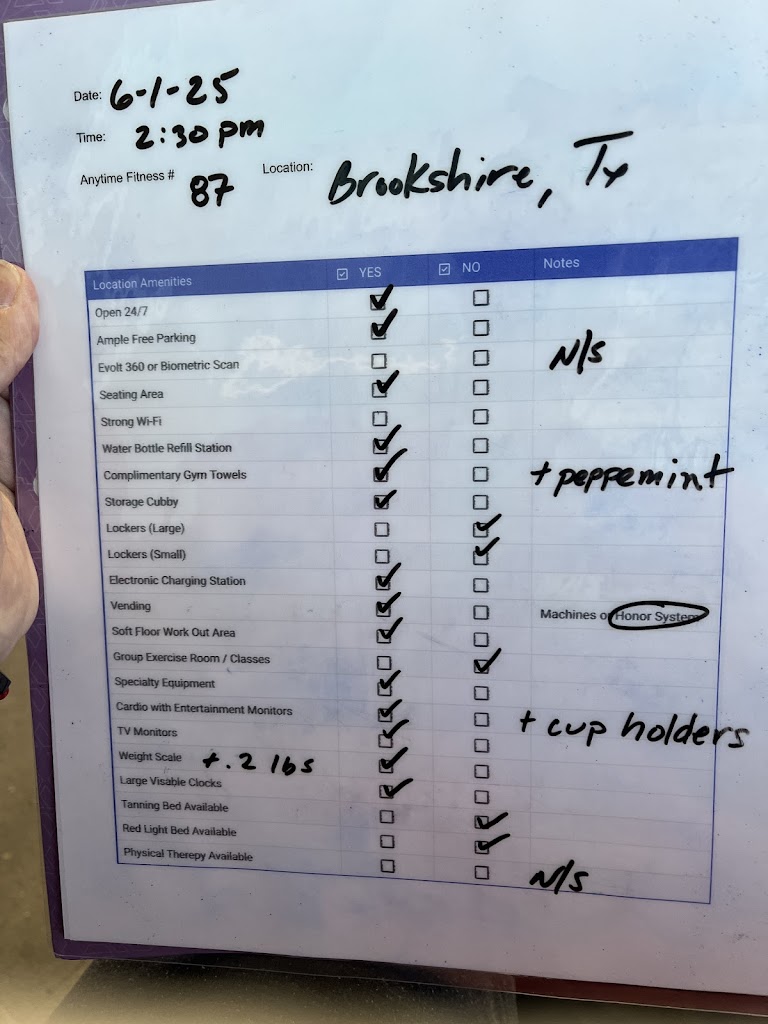 Date: 6-1-25
Time: 2:30 pm
Anytime Fitness # 87 Location: Brookshire, Tx
Location Amenities ☑ YES ☑ NO Notes
Open 24/7
Ample Free Parking
Evolt 360 or Biometric Scan N/S
Seating Area
Strong Wi-Fi
Water Bottle Refill Station
Complimentary Gym Towels + peppemint
Storage Cubby
Lockers (Large)
Lockers (Small)
Electronic Charging Station
Vending Machines or Honor System
Soft Floor Work Out Area
Group Exercise Room / Classes
Specialty Equipment
Cardio with Entertainment Monitors + cup holders
TV Monitors
Weight Scale +.2 lbs
Large Visable Clocks
Tanning Bed Available
Red Light Bed Available
Physical Therepy Available N/S